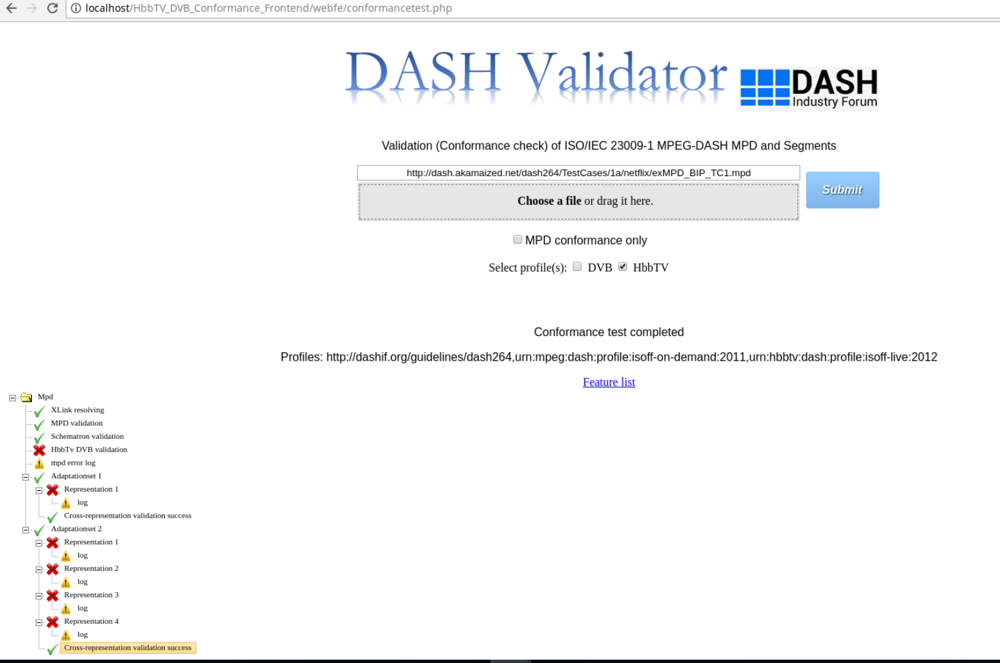 localhost/HbbTV_DVB_Conformance_Frontend/webfe/conformancetest.php
DASH Validator
DASH
Industry Forum
Validation (Conformance check) of ISO/IEC 23009-1 MPEG-DASH MPD and Segments
http://dash.akamaized.net/dash264/TestCases/1a/netflix/exMPD_BIP_TC1.mpd
Submit
Choose a file or drag it here.
MPD conformance only
Select profile(s): DVB HbbTV
Conformance test completed
Profiles: http://dashif.org/guidelines/dash264,urn:mpeg:dash:profile:isoff-on-demand:2011,urn:hbbtv:dash:profile:isoff-live:2012
Feature list
Mpd
XLink resolving
MPD validation
Schematron validation
HbbTv DVB validation
mpd error log
Adaptationset 1
Representation 1
log
Cross-representation validation success
Adaptationset 2
Representation 1
log
Representation 2
log
Representation 3
log
Representation 4
log
Cross-representation validation success